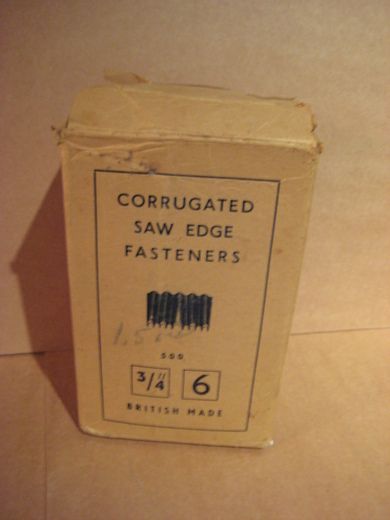 CORRUGATED
SAW EDGE
FASTENERS
500
3/4" 6
BRITISH MADE